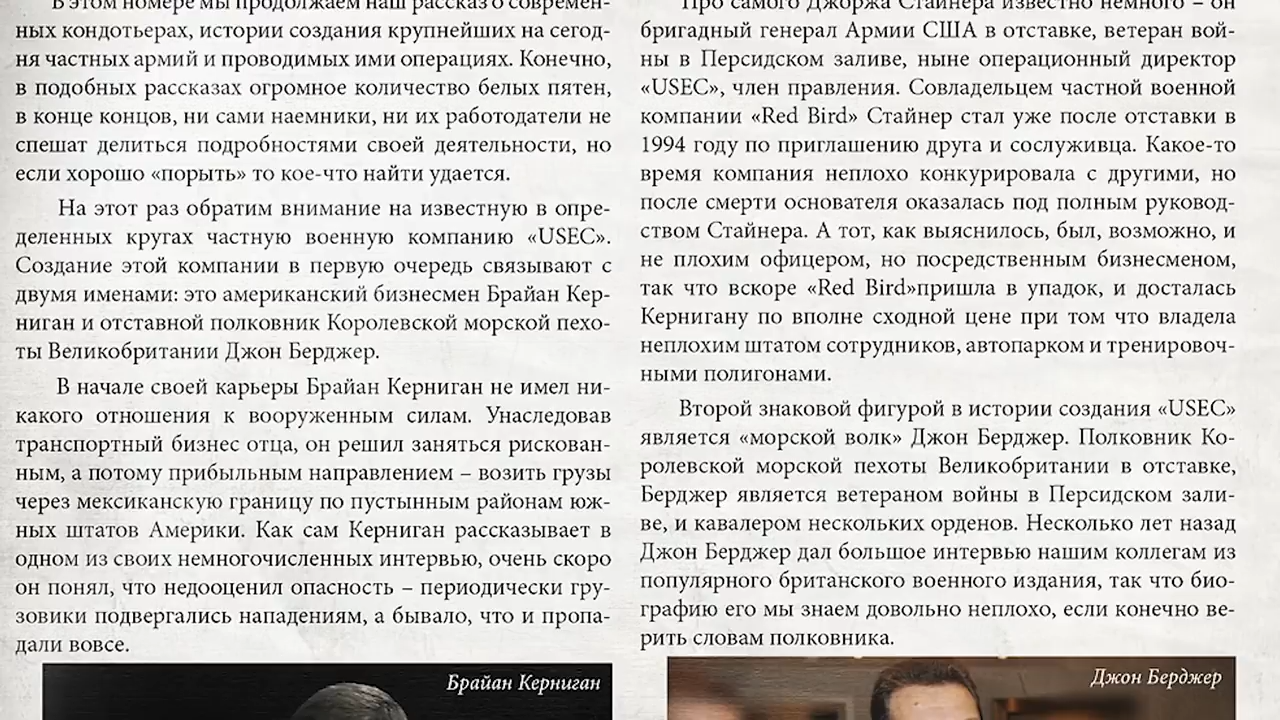 В этом номере мы продолжаем наш рассказ о современ-
ных кондотьерах, истории создания крупнейших на сегод-
ня частных армий и проводимых ими операциях. Конечно,
в подобных рассказах огромное количество белых пятен,
в конце концов, ни сами наемники, ни их работодатели не
спешат делиться подробностями своей деятельности, но
если хорошо «порыть» то кое-что найти удается.
На этот раз обратим внимание на известную в опре-
деленных кругах частную военную компанию «USEC».
Создание этой компании в первую очередь связывают с
двумя именами: это американский бизнесмен Брайан Кер-
ниган и отставной полковник Королевской морской пехо-
ты Великобритании Джон Берджер.
В начале своей карьеры Брайан Керниган не имел ни-
какого отношения к вооруженным силам. Унаследовав
транспортный бизнес отца, он решил заняться рискован-
ным, а потому прибыльным направлением – возить грузы
через мексиканскую границу по пустынным районам юж-
ных штатов Америки. Как сам Керниган рассказывает в
одном из своих немногочисленных интервью, очень скоро
он понял, что недооценил опасность – периодически гру-
зовики подвергались нападениям, а бывало, что и пропа-
дали вовсе.
Брайан Керниган
Про самого Джоржа Стайнера известно немного – он
бригадный генерал Армии США в отставке, ветеран вой-
ны в Персидском заливе, ныне операционный директор
«USEC», член правления. Совладельцем частной военной
компании «Red Bird» Стайнер стал уже после отставки в
1994 году по приглашению друга и сослуживца. Какое-то
время компания неплохо конкурировала с другими, но
после смерти основателя оказалась под полным руковод-
ством Стайнера. А тот, как выяснилось, был, возможно, и
не плохим офицером, но посредственным бизнесменом,
так что вскоре «Red Bird»пришла в упадок, и досталась
Кернигану по вполне сходной цене при том что владела
неплохим штатом сотрудников, автопарком и тренировоч-
ными полигонами.
Второй знаковой фигурой в истории создания «USEC»
является «морской волк» Джон Берджер. Полковник Ко-
ролевской морской пехоты Великобритании в отставке,
Берджер является ветераном войны в Персидском зали-
ве, и кавалером нескольких орденов. Несколько лет назад
Джон Берджер дал большое интервью нашим коллегам из
популярного британского военного издания, так что био-
графию его мы знаем довольно неплохо, если конечно ве-
рить словам полковника.
Джон Берджер